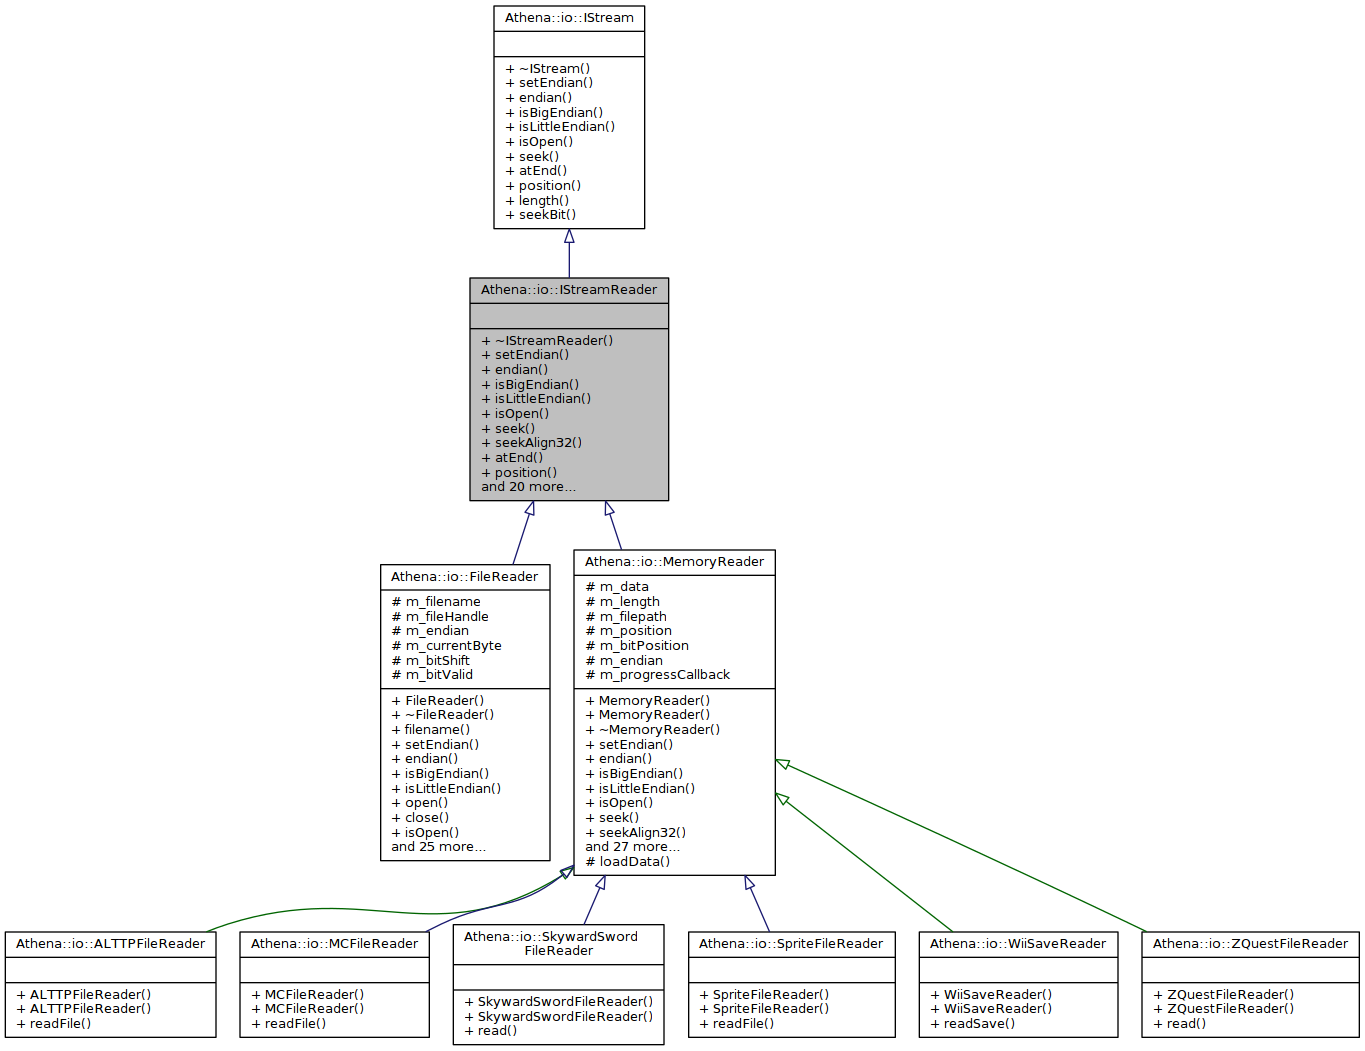 Athena::io::IStream
+ ~IStream()
+ setEndian()
+ endian()
+ isBigEndian()
+ isLittleEndian()
+ isOpen()
+ seek()
+ atEnd()
+ position()
+ length()
+ seekBit()
Athena::io::IStreamReader
+ ~IStreamReader()
+ setEndian()
+ endian()
+ isBigEndian()
+ isLittleEndian()
+ isOpen()
+ seek()
+ seekAlign32()
+ atEnd()
+ position()
and 20 more...
Athena::io::FileReader
# m_filename
# m_fileHandle
# m_endian
# m_currentByte
# m_bitShift
# m_bitValid
+ FileReader()
+ ~FileReader()
+ filename()
+ setEndian()
+ endian()
+ isBigEndian()
+ isLittleEndian()
+ open()
+ close()
+ isOpen()
and 25 more...
Athena::io::MemoryReader
# m_data
# m_length
# m_filepath
# m_position
# m_bitPosition
# m_endian
# m_progressCallback
+ MemoryReader()
+ MemoryReader()
+ ~MemoryReader()
+ setEndian()
+ endian()
+ isBigEndian()
+ isLittleEndian()
+ isOpen()
+ seek()
+ seekAlign32()
and 27 more...
# loadData()
Athena::io::ALTTPFileReader
+ ALTTPFileReader()
+ ALTTPFileReader()
+ readFile()
Athena::io::MCFileReader
+ MCFileReader()
+ MCFileReader()
+ readFile()
Athena::io::SkywardSword
FileReader
+ SkywardSwordFileReader()
+ SkywardSwordFileReader()
+ read()
Athena::io::SpriteFileReader
+ SpriteFileReader()
+ SpriteFileReader()
+ readFile()
Athena::io::WiiSaveReader
+ WiiSaveReader()
+ WiiSaveReader()
+ readSave()
Athena::io::ZQuestFileReader
+ ZQuestFileReader()
+ ZQuestFileReader()
+ read()